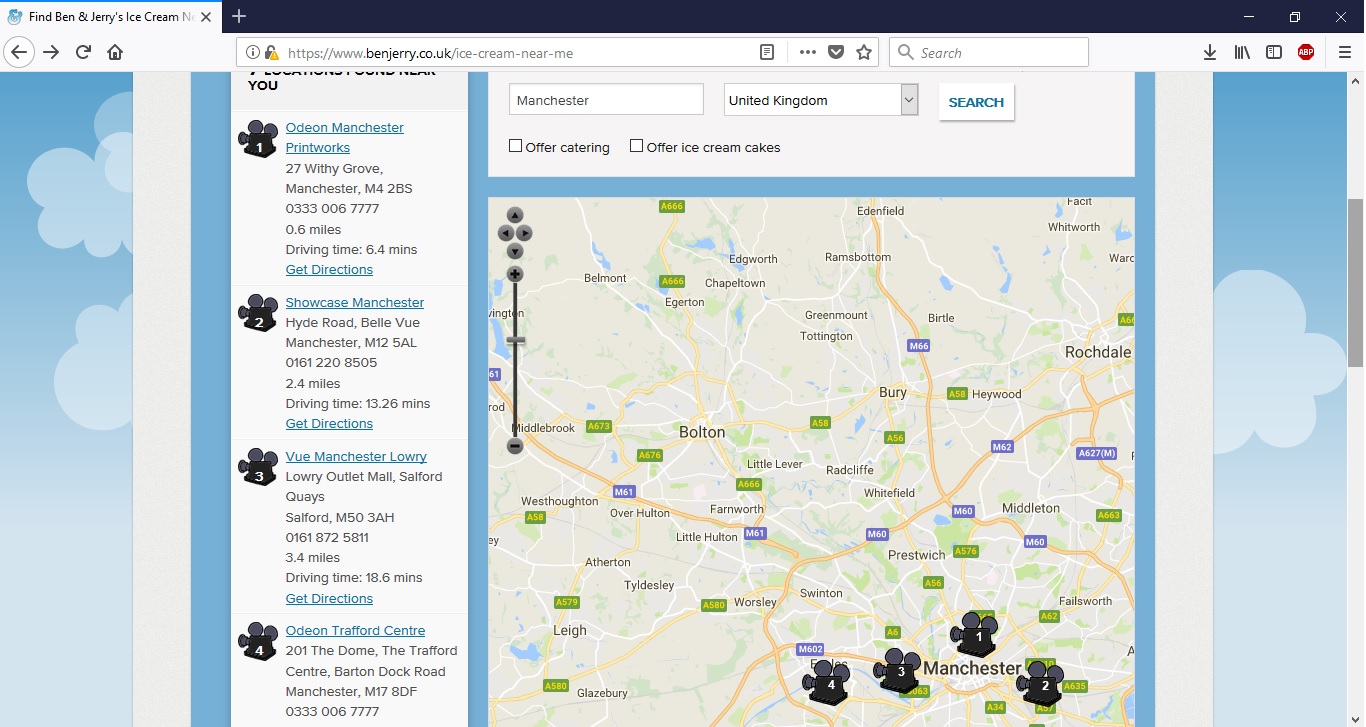 Find Ben & Jerry's Ice Cream Ne
https://www.benjerry.co.uk/ice-cream-near-me
Search
ABP
LOCATIONS FOUND NEAR
YOU
1
Odeon Manchester
Printworks
27 Withy Grove,
Manchester, M4 2BS
0333 006 7777
0.6 miles
Driving time: 6.4 mins
Get Directions
2
Showcase Manchester
Hyde Road, Belle Vue
Manchester, M12 5AL
0161 220 8505
2.4 miles
Driving time: 13.26 mins
Get Directions
3
Vue Manchester Lowry
Lowry Outlet Mall, Salford
Quays
Salford, M50 3AH
0161 872 5811
3.4 miles
Driving time: 18.6 mins
Get Directions
4
Odeon Trafford Centre
201 The Dome, The Trafford
Centre, Barton Dock Road
Manchester, M17 8DF
0333 006 7777
Manchester
United Kingdom
SEARCH
Offer catering
Offer ice cream cakes
A666
Edenfield
Facit
Whitworth
Edgworth
Ramsbottom
Ward
Belmont
A666
Chapeltown
Egerton
vington
Greenmount
Birtle
A66
Tottington
M66
Rochdale
61
Bury
A58
Heywood
rod
Middlebrook
A673
Bolton
A58
A56
M62
A627(M)
A676
Little Lever
Radcliffe
A666
M61
Whitefield
Westhoughton
Over Hulton
Farnworth
M60
Middleton
A58
A663
ey
Little Hulton
M61
M60
M60
Prestwich
A576
Atherton
Tyldesley
Swinton
A56
A579
A580
Worsley
Failsworth
A62
Leigh
A6
1
M602
3
Manchester
4
2
A635
A580
Glazebury
A34
A57